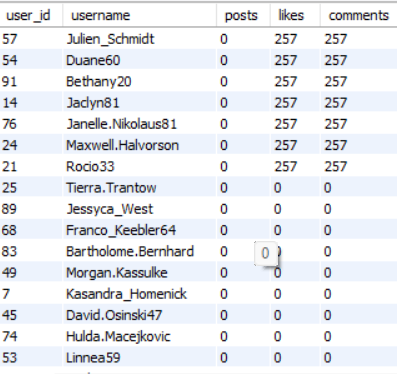 user_id username posts likes comments
57 Julien_Schmidt 0 257 257
54 Duane60 0 257 257
91 Bethany20 0 257 257
14 Jaclyn81 0 257 257
76 Janelle.Nikolaus81 0 257 257
24 Maxwell.Halvorson 0 257 257
21 Rocio33 0 257 257
25 Tierra.Trantow 0 0 0
89 Jessyca_West 0 0 0
68 Franco_Keebler64 0 0 0
83 Bartholome.Bernhard 0 0 0
0
49 Morgan.Kassulke 0 0 0
7 Kasandra_Homenick 0 0 0
45 David.Osinski47 0 0 0
74 Hulda.Macejkovic 0 0 0
53 Linnea59 0 0 0